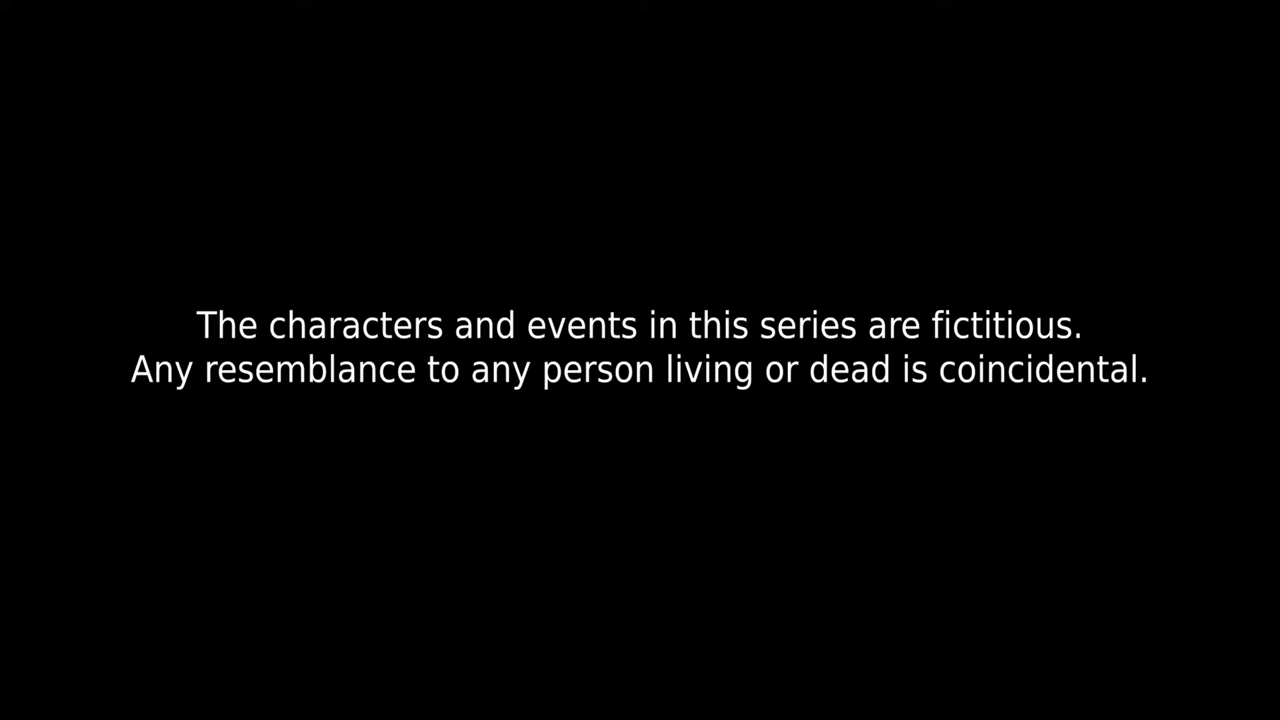 The characters and events in this series are fictitious.
Any resemblance to any person living or dead is coincidental.